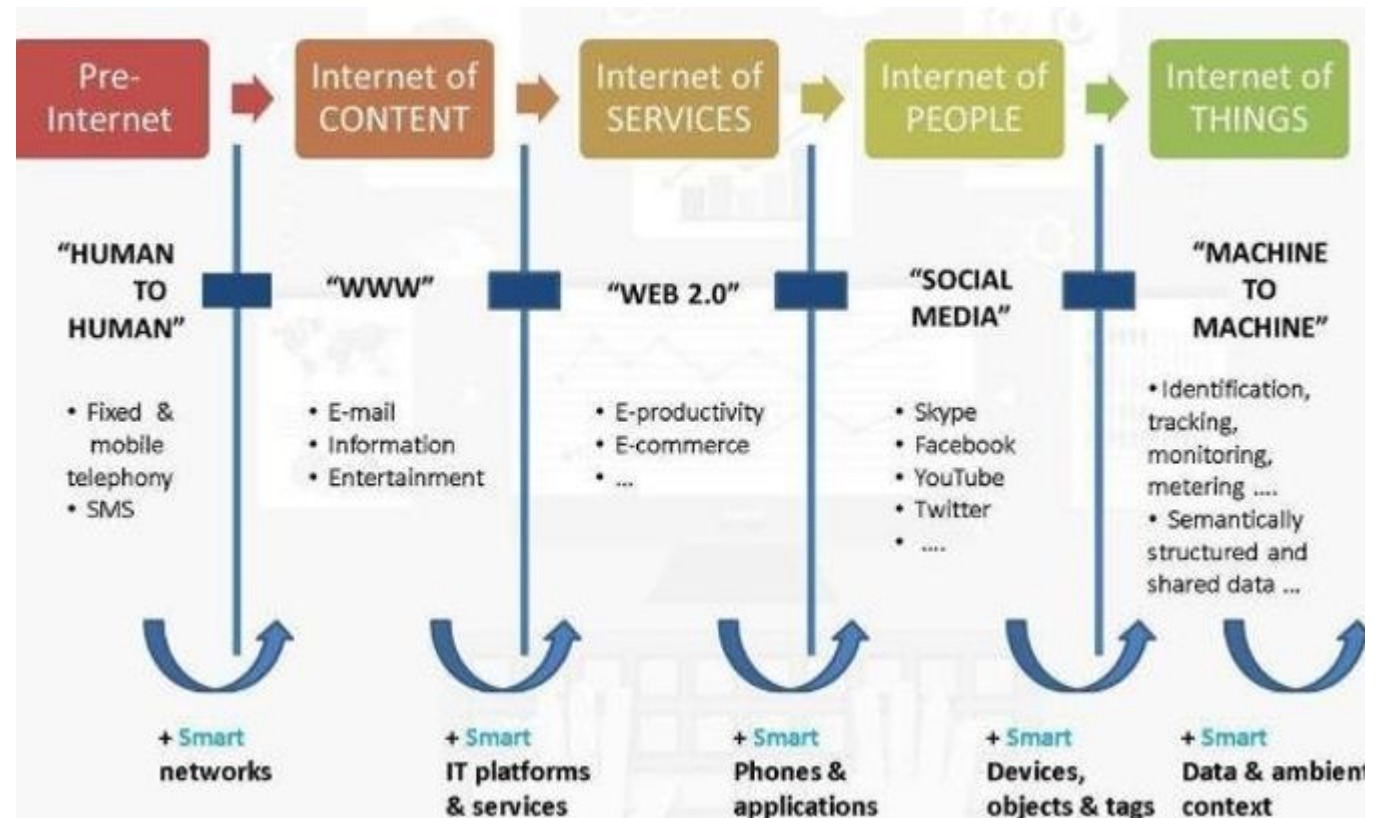 Pre-
Internet
Internet of
CONTENT
Internet of
SERVICES
Internet of
PEOPLE
Internet of
THINGS
“HUMAN
TO
HUMAN”
“WWW”
“WEB 2.0”
“SOCIAL
MEDIA”
“MACHINE
TO
MACHINE”
• Fixed &
mobile
telephony
• SMS
• E-mail
• Information
• Entertainment
• E-productivity
• E-commerce
• ...
• Skype
• Facebook
• YouTube
• Twitter
• ....
•Identification,
tracking,
monitoring,
metering ....
• Semantically
structured and
shared data ...
+ Smart
networks
+ Smart
IT platforms
& services
+ Smart
Phones &
applications
+ Smart
Devices,
objects & tags
+ Smart
Data & ambient
context